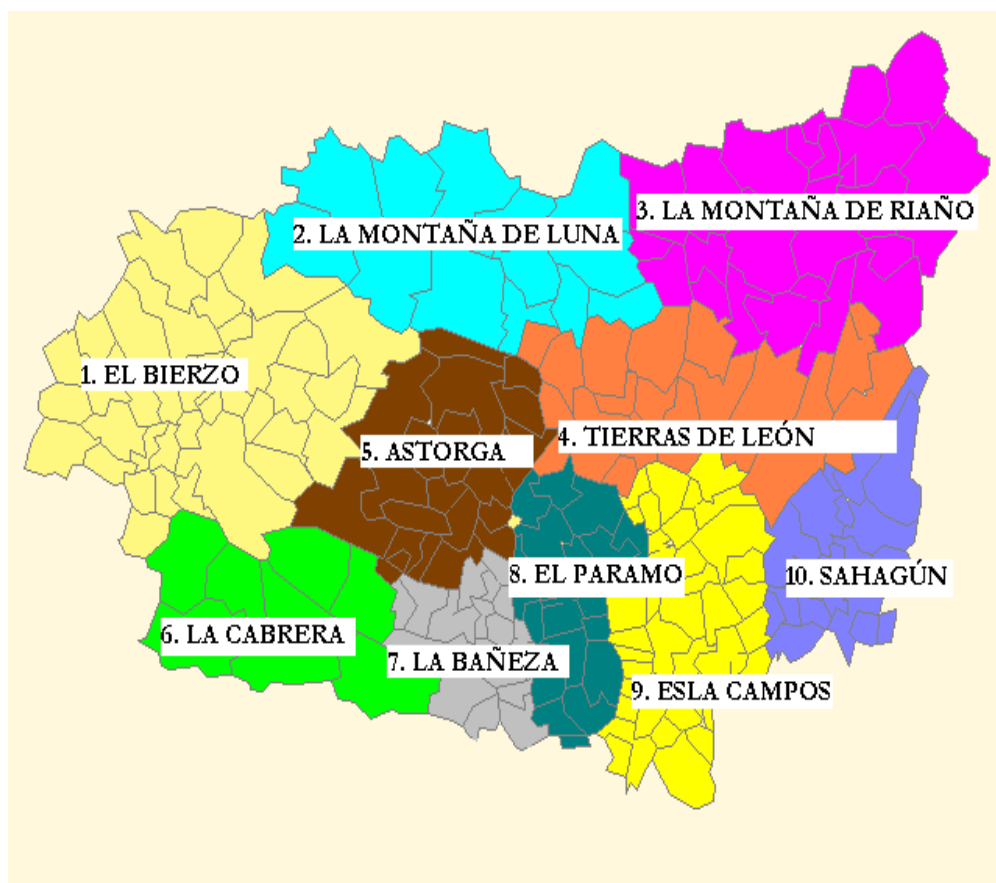 3. LA MONTAÑA DE RIAÑO
2. LA MONTAÑA DE LUNA
1. EL BIERZO
4. TIERRAS DE LEÓN
5. ASTORGA
8. EL PARAMO
10. SAHAGÚN
6. LA CABRERA
7. LA BAÑEZA
9. ESLA CAMPOS